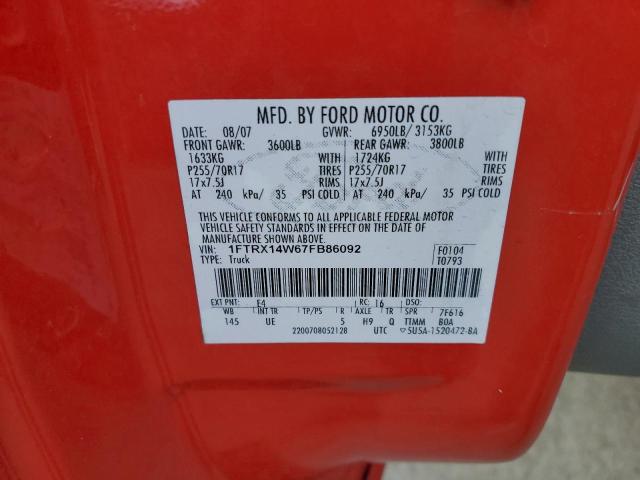 MFD. BY FORD MOTOR CO.
DATE: 08/07 GVWR: 6950LB/ 3153KG
FRONT GAWR: 3600LB REAR GAWR: 3800LB
1633KG WITH 1724KG WITH
P255/70R17 TIRES P255/70R17 TIRES
17x7.5J RIMS 17x7.5J RIMS
AT 240 kPa/ 35 PSI COLD AT 240 kPa/ 35 PSI COLD
THIS VEHICLE CONFORMS TO ALL APPLICABLE FEDERAL MOTOR
VEHICLE SAFETY STANDARDS IN EFFECT ON THE DATE OF
MANUFACTURE SHOWN ABOVE.
VIN: 1FTRX14W67FB86092 F0104
TYPE: Truck T0793
EXT PNT: E4 RC: 16 DSO:
WB INT TR TP/PS R AXLE TR SPR 7F616
145 UE 5 H9 Q TTMM B0A
2200708052128 UTC 5U5A-1520472-BA